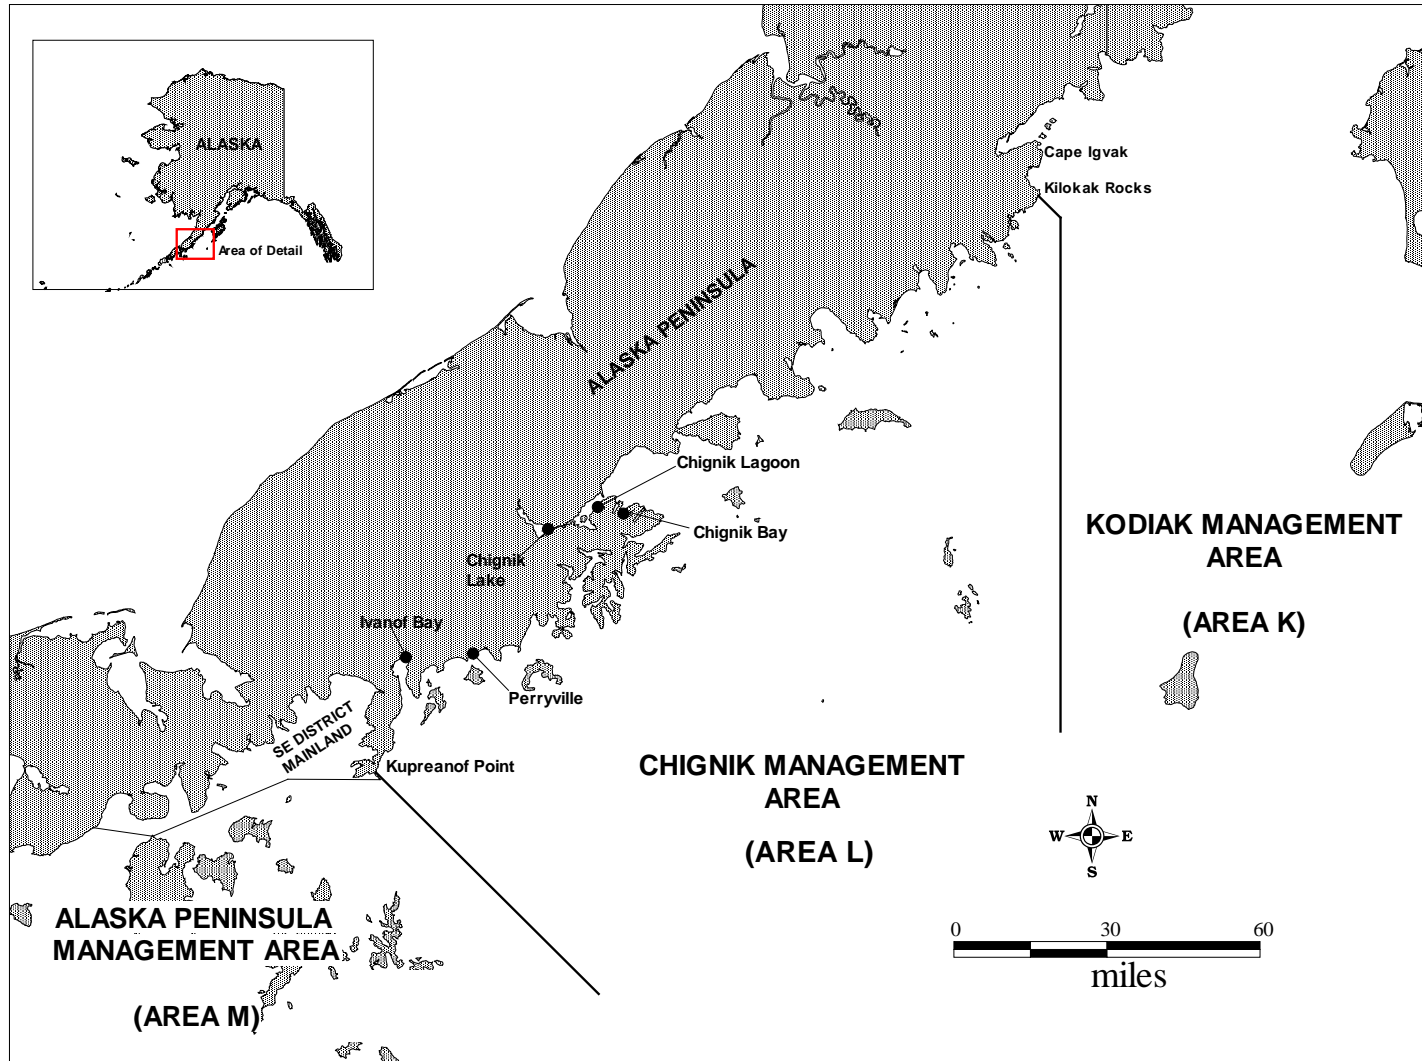 ALASKA
Area of Detail
Cape Igvak
Kilokak Rocks
ALASKA PENINSULA
Chignik Lagoon
Chignik Bay
Chignik
Lake
Ivanof Bay
Perryville
KODIAK MANAGEMENT
AREA
(AREA K)
SE DISTRICT
MAINLAND
Kupreanof Point
CHIGNIK MANAGEMENT
AREA
(AREA L)
N
W
E
S
ALASKA PENINSULA
MANAGEMENT AREA
(AREA M)
0 30 60
miles